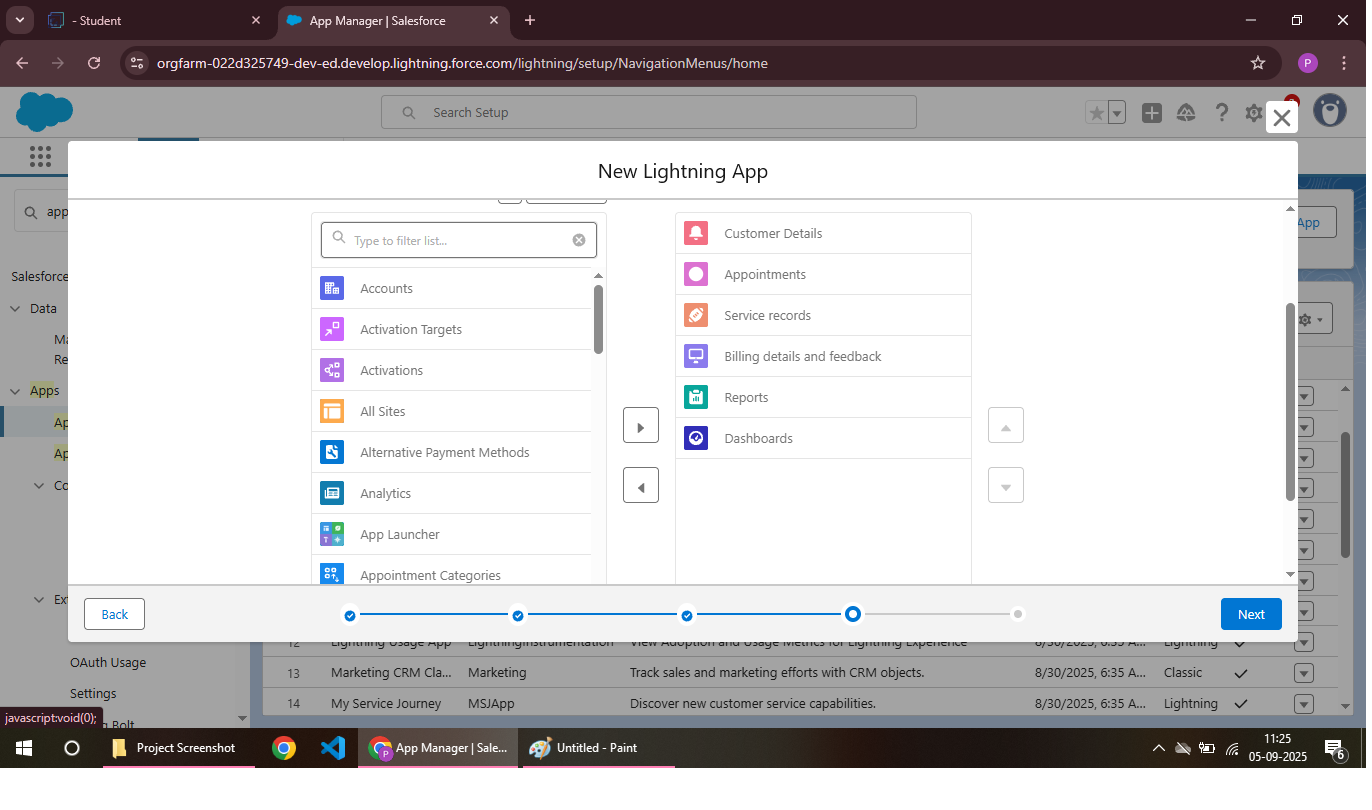 - Student
App Manager | Salesforce
orgfarm-022d325749-dev-ed.develop.lightning.force.com/lightning/setup/NavigationMenus/home
P
Search Setup
New Lightning App
app
App
Type to filter list...
Customer Details
Salesforce
Accounts
Appointments
Data
Activation Targets
Service records
Ma
Re
Activations
Billing details and feedback
Apps
All Sites
Reports
Ap
Alternative Payment Methods
Dashboards
Ap
Co
Analytics
App Launcher
Appointment Categories
Ex
Back
Next
12 Lightning Usage App LightningInstrumentation View Adoption and Usage Metrics for Lightning Experience 8/30/2025, 6:35 A... Lightning
OAuth Usage
13 Marketing CRM Cla... Marketing Track sales and marketing efforts with CRM objects. 8/30/2025, 6:35 A... Classic
Settings
14 My Service Journey MSJApp Discover new customer service capabilities. 8/30/2025, 6:35 A... Lightning
javascript:void(0);
Bolt
Project Screenshot
P
App Manager | Sale...
Untitled - Paint
11:25
05-09-2025
6